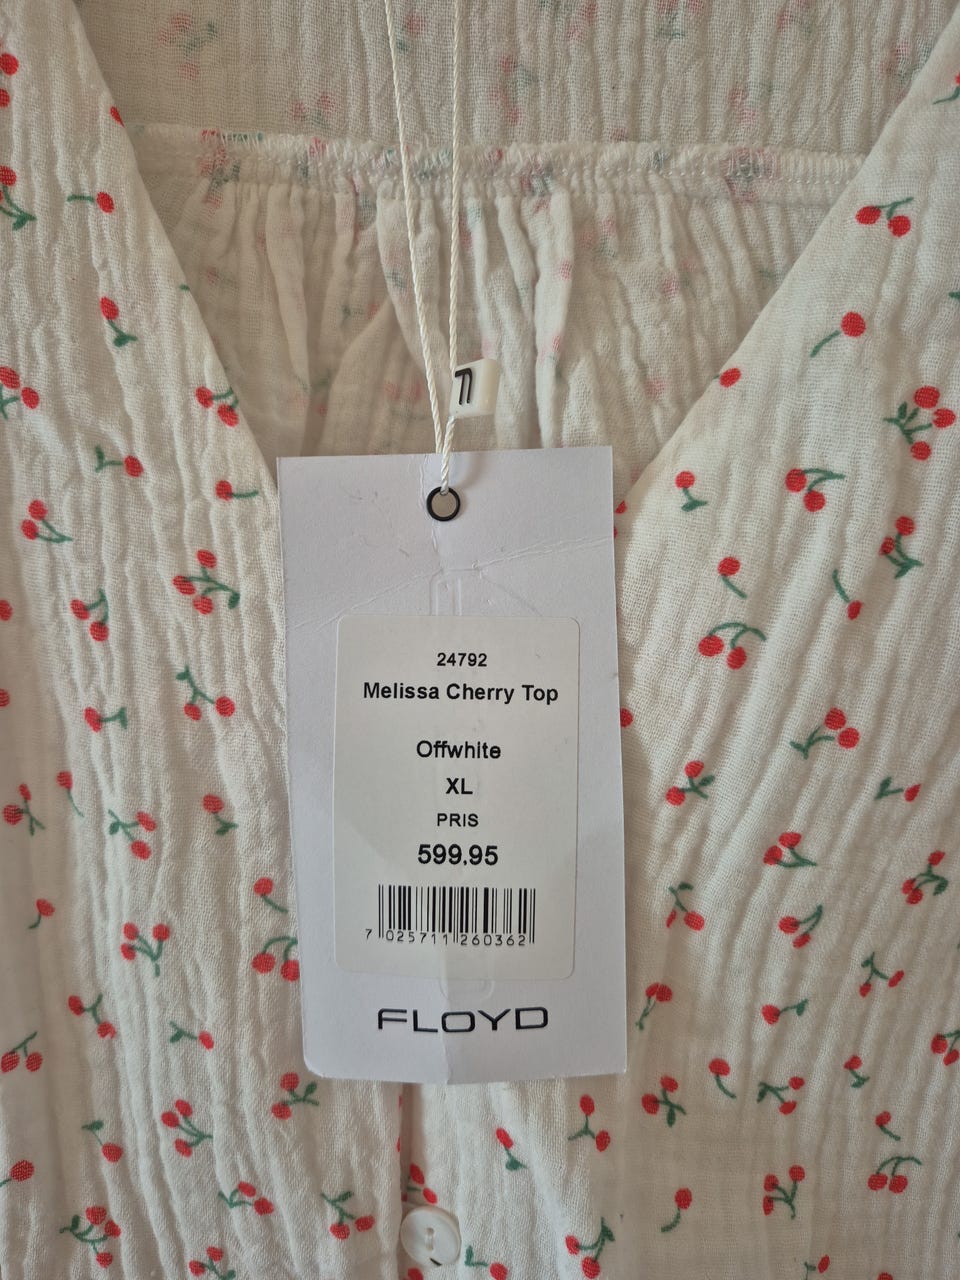 24792
Melissa Cherry Top
Offwhite
XL
PRIS
599,95
7 025711 260362
FLOYD